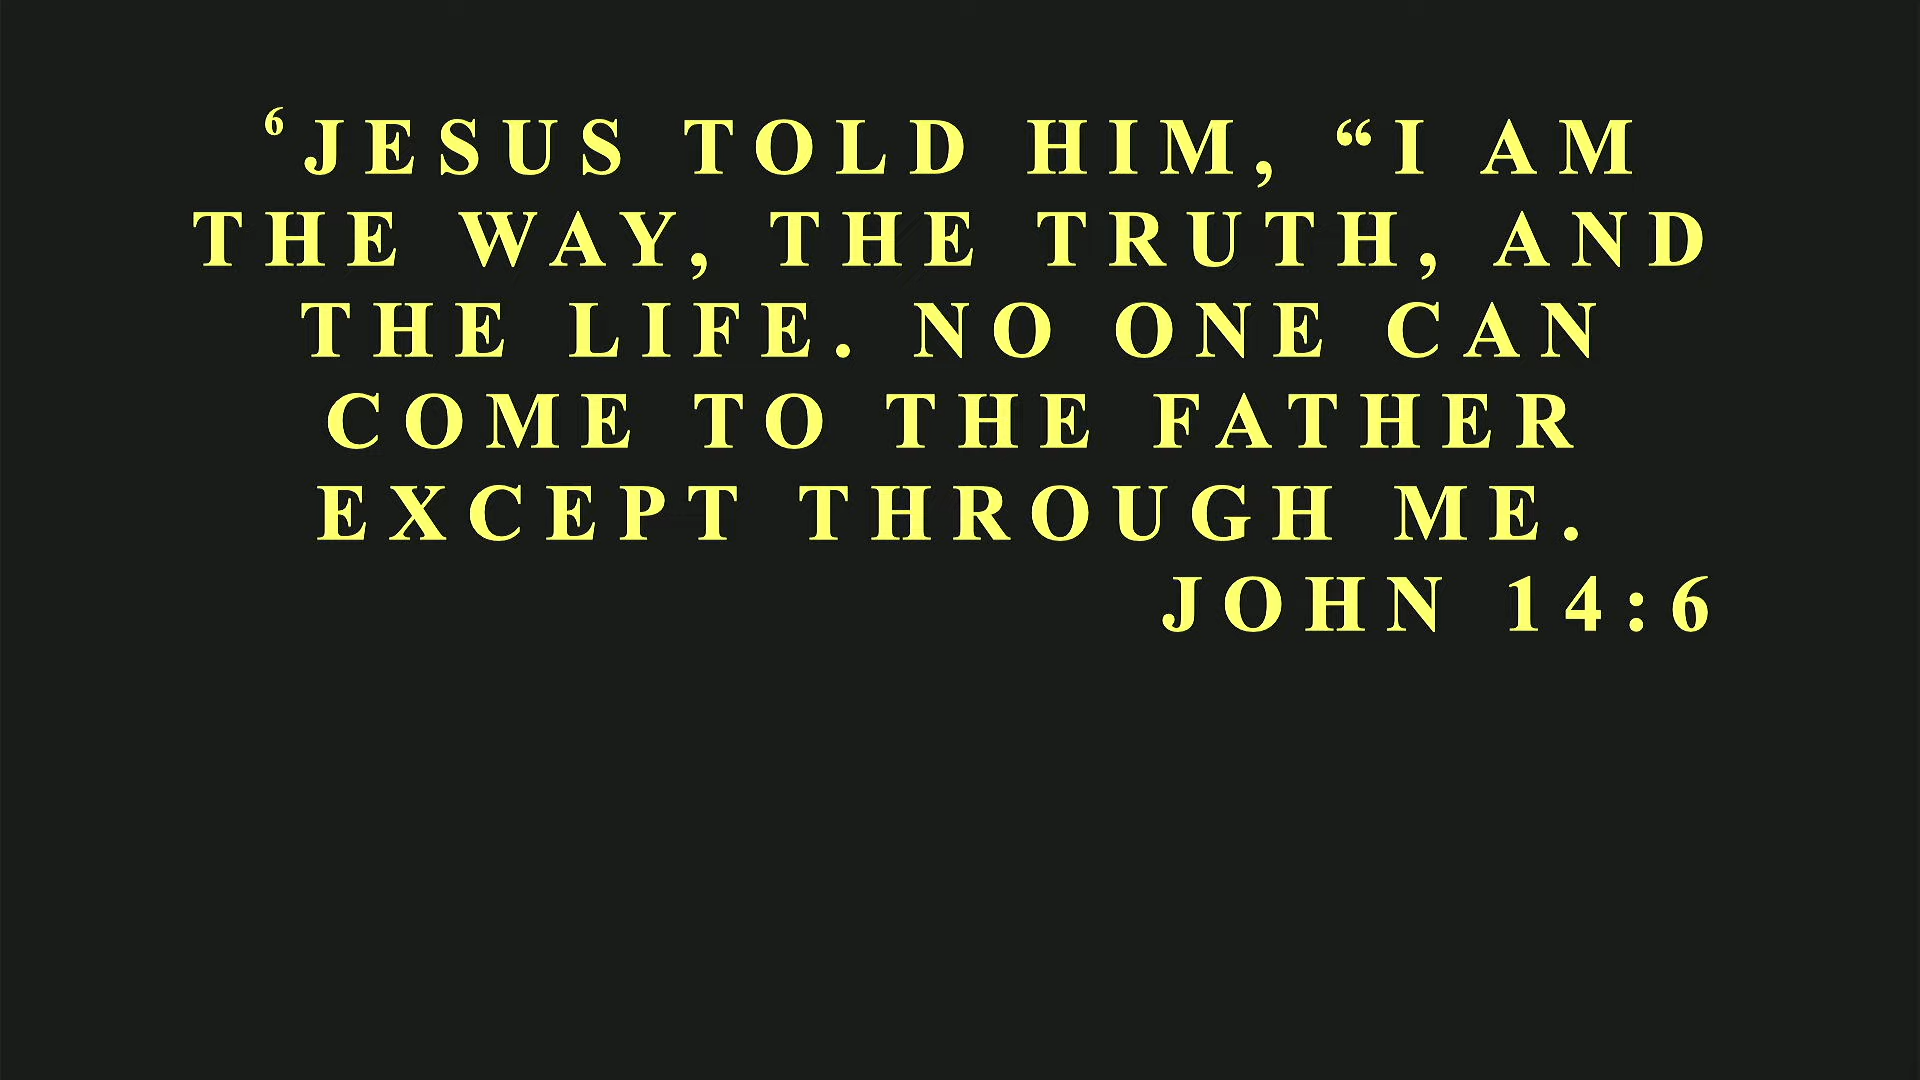 ⁶JESUS TOLD HIM, “I AM
THE WAY, THE TRUTH, AND
THE LIFE. NO ONE CAN
COME TO THE FATHER
EXCEPT THROUGH ME.
JOHN 14:6